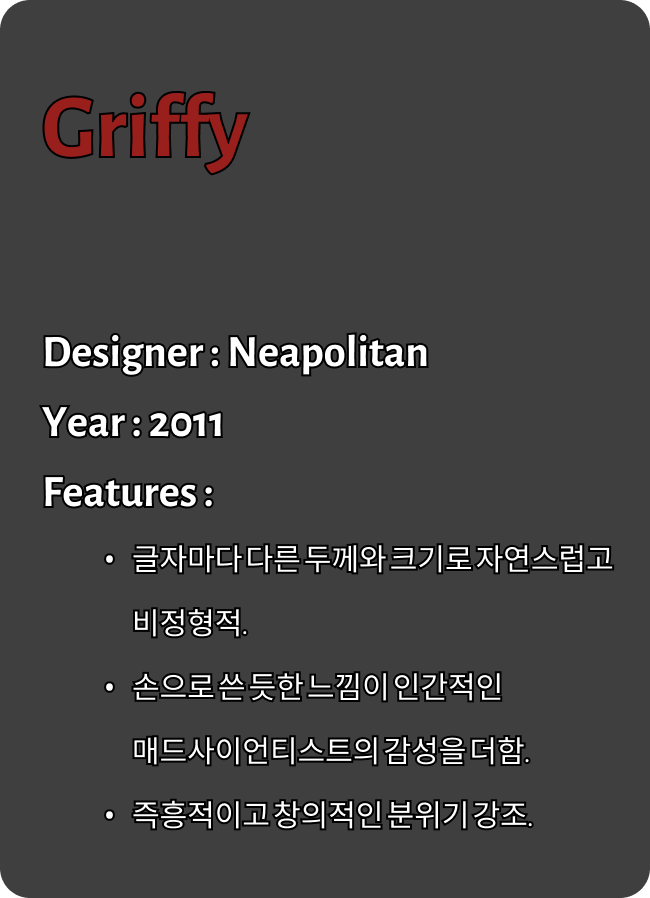 Griffy
Designer : Neapolitan
Year : 2011
Features :
• 글자마다 다른 두께와 크기로 자연스럽고
비정형적.
• 손으로 쓴 듯한 느낌이 인간적인
매드사이언티스트의 감성을 더함.
• 즉흥적이고 창의적인 분위기 강조.